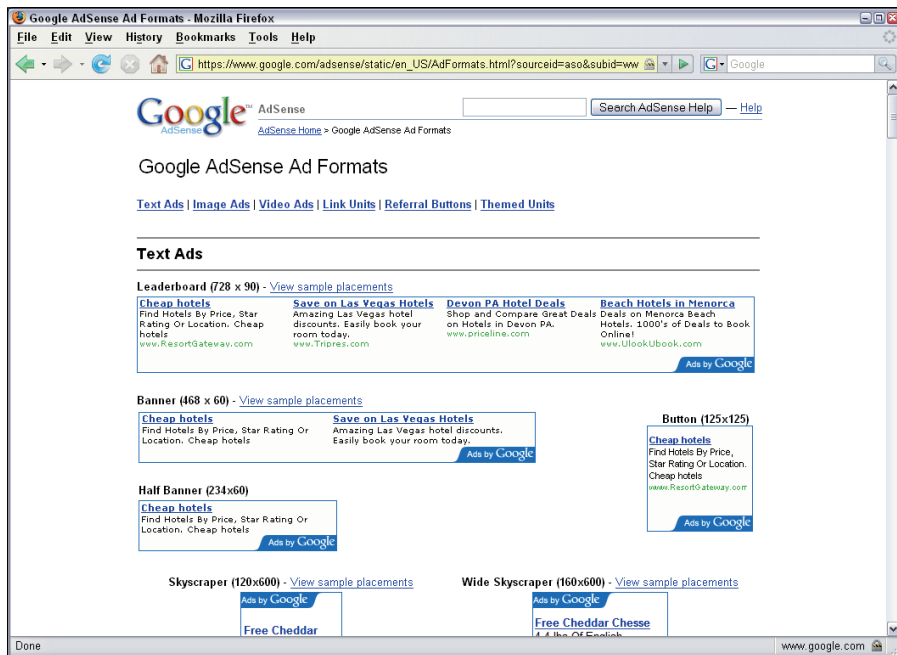 Google AdSense Ad Formats - Mozilla Firefox
File Edit View History Bookmarks Tools Help
G https://www.google.com/adsense/static/en_US/AdFormats.html?sourceid=aso&subid=ww G Google
Google™ AdSense
AdSense
Search AdSense Help — Help
AdSense Home > Google AdSense Ad Formats
Google AdSense Ad Formats
Text Ads | Image Ads | Video Ads | Link Units | Referral Buttons | Themed Units
Text Ads
Leaderboard (728 x 90) - View sample placements
Cheap hotels
Find Hotels By Price, Star
Rating Or Location. Cheap
hotels
www.ResortGateway.com
Save on Las Vegas Hotels
Amazing Las Vegas hotel
discounts. Easily book your
room today.
www.Tripres.com
Devon PA Hotel Deals
Shop and Compare Great Deals
on Hotels in Devon PA.
www.priceline.com
Beach Hotels in Menorca
Deals on Menorca Beach
Hotels. 1000's of Deals to Book
Online!
www.UlookUbook.com
Ads by Google
Banner (468 x 60) - View sample placements
Cheap hotels
Find Hotels By Price, Star Rating Or
Location. Cheap hotels
Save on Las Vegas Hotels
Amazing Las Vegas hotel discounts.
Easily book your room today.
Ads by Google
Button (125x125)
Cheap hotels
Find Hotels By Price,
Star Rating Or Location.
Cheap hotels
www.ResortGateway.com
Ads by Google
Half Banner (234x60)
Cheap hotels
Find Hotels By Price, Star Rating Or
Location. Cheap hotels
Ads by Google
Skyscraper (120x600) - View sample placements
Ads by Google
Free Cheddar
Wide Skyscraper (160x600) - View sample placements
Ads by Google
Free Cheddar Chesse
4.4 lbs Of English
Done
www.google.com